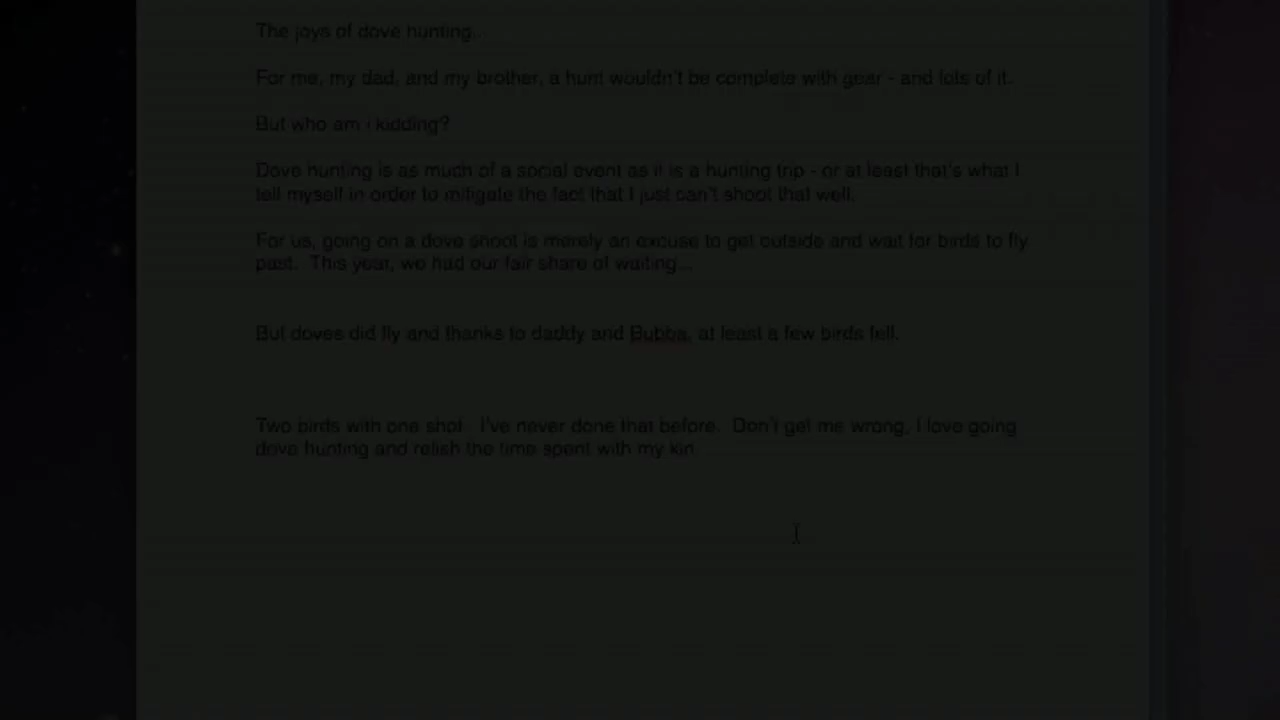 The joys of dove hunting...
For me, my dad, and my brother, a hunt wouldn't be complete with gear - and lots of it.
But who am i kidding?
Dove hunting is as much of a social event as it is a hunting trip - or at least that's what I
tell myself in order to mitigate the fact that I just can't shoot that well.
For us, going on a dove shoot is merely an excuse to get outside and wait for birds to fly
past. This year, we had our fair share of waiting...
But doves did fly and thanks to daddy and Bubba, at least a few birds fell.
Two birds with one shot. I've never done that before. Don't get me wrong, I love going
dove hunting and relish the time spent with my kin.